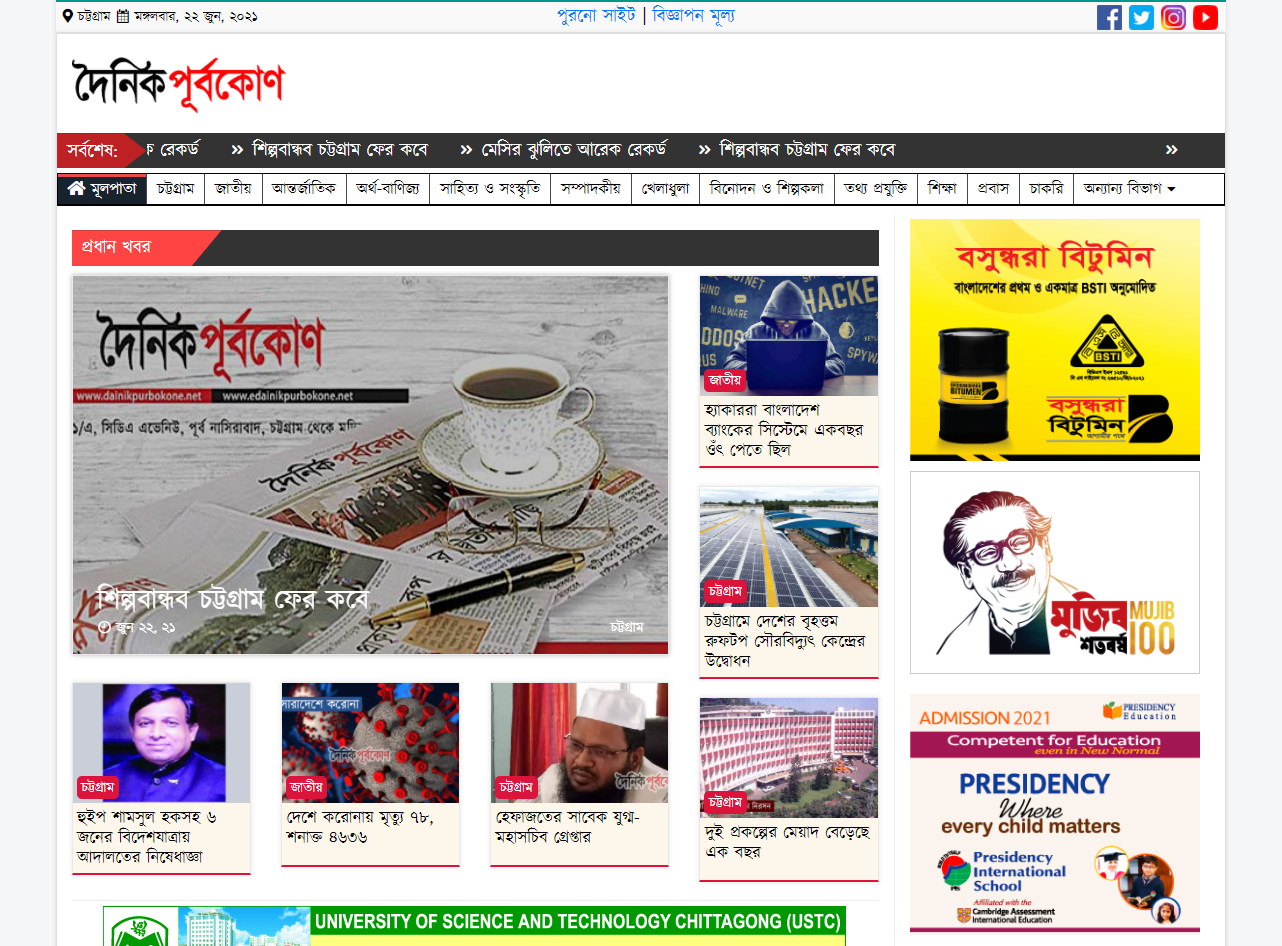 চট্টগ্রাম মঙ্গলবার, ২২ জুন, ২০২১
পুরনো সাইট | বিজ্ঞাপন মূল্য
দৈনিক পূর্বকোণ
সর্বশেষ: ক রেকর্ড » শিল্পবান্ধব চট্টগ্রাম ফের কবে » মেসির ঝুলিতে আরেক রেকর্ড » শিল্পবান্ধব চট্টগ্রাম ফের কবে »
মূলপাতা চট্টগ্রাম জাতীয় আন্তর্জাতিক অর্থ-বাণিজ্য সাহিত্য ও সংস্কৃতি সম্পাদকীয় খেলাধুলা বিনোদন ও শিল্পকলা তথ্য প্রযুক্তি শিক্ষা প্রবাস চাকরি অন্যান্য বিভাগ
প্রধান খবর
দৈনিক পূর্বকোণ
www.dainikpurbokone.net www.edainikpurbokone.net
১/এ, সিডিএ এভেনিউ, পূর্ব নাসিরাবাদ, চট্টগ্রাম থেকে
দৈনিক পূর্বকোণ
শিল্পবান্ধব চট্টগ্রাম ফের কবে
জুন ২২, ২১ চট্টগ্রাম
HACKE
MALWARE
DDOS
SPYW
জাতীয়
হ্যাকাররা বাংলাদেশ
ব্যাংকের সিস্টেমে একবছর
ওঁৎ পেতে ছিল
চট্টগ্রাম
চট্টগ্রামে দেশের বৃহত্তম
রুফটপ সৌরবিদ্যুৎ কেন্দ্রের
উদ্বোধন
চট্টগ্রাম
দুই প্রকল্পের মেয়াদ বেড়েছে
এক বছর
চট্টগ্রাম
হুইপ শামসুল হকসহ ৬
জনের বিদেশযাত্রায়
আদালতের নিষেধাজ্ঞা
সারাদেশে করোনা
দৈনিক পূর্বকোণ
জাতীয়
দেশে করোনায় মৃত্যু ৭৮,
শনাক্ত ৪৬৩৬
চট্টগ্রাম
হেফাজতের সাবেক যুগ্ম-
মহাসচিব গ্রেপ্তার
UNIVERSITY OF SCIENCE AND TECHNOLOGY CHITTAGONG (USTC)
বসুন্ধরা বিটুমিন
বাংলাদেশের প্রথম ও একমাত্র BSTI অনুমোদিত
BSTI
BITUMEN
বসুন্ধরা
বিটুমিন
মুজিব MUJIB
শতবর্ষ 100
ADMISSION 2021
PRESIDENCY
Education
Competent for Education
even in New Normal
PRESIDENCY
Where
every child matters
Presidency
International
School
Affiliated with the
Cambridge Assessment
International Education